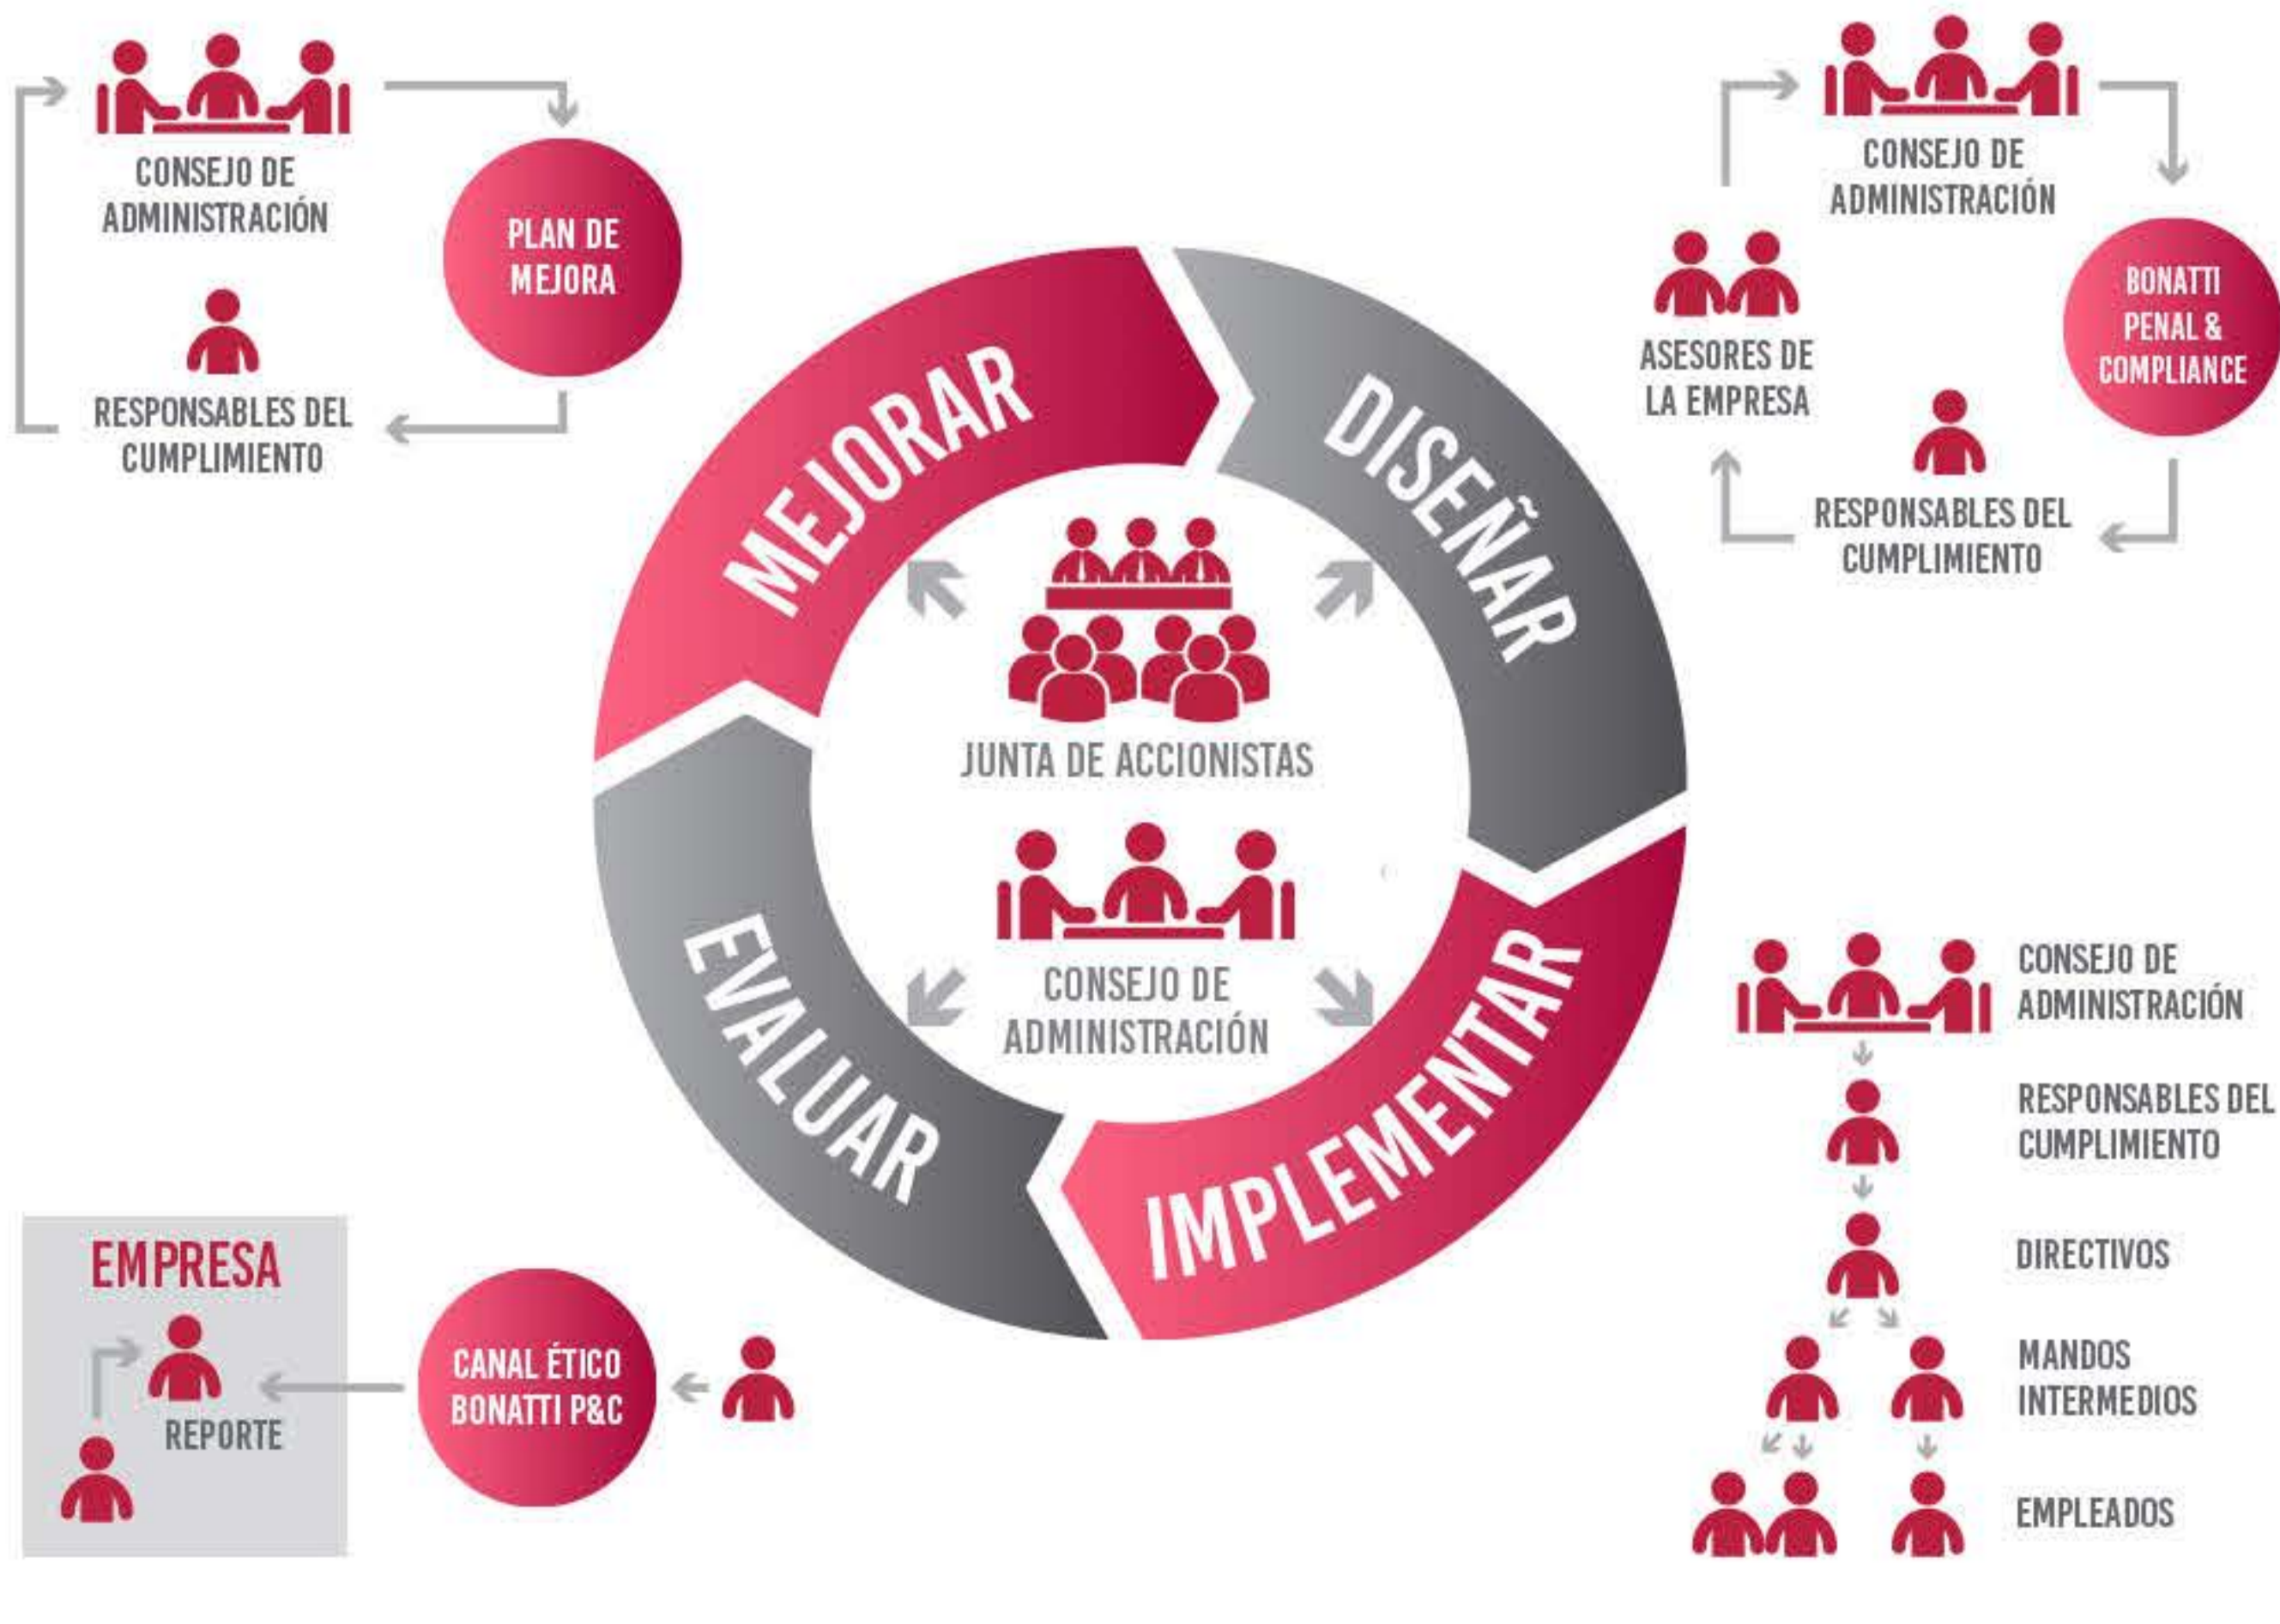 CONSEJO DE
ADMINISTRACIÓN
PLAN DE
MEJORA
RESPONSABLES DEL
CUMPLIMIENTO
CONSEJO DE
ADMINISTRACIÓN
BONATTI
PENAL &
COMPLIANCE
ASESORES DE
LA EMPRESA
RESPONSABLES DEL
CUMPLIMIENTO
MEJORAR
DISEÑAR
JUNTA DE ACCIONISTAS
CONSEJO DE
ADMINISTRACIÓN
EVALUAR
IMPLEMENTAR
CONSEJO DE
ADMINISTRACIÓN
RESPONSABLES DEL
CUMPLIMIENTO
DIRECTIVOS
MANDOS
INTERMEDIOS
EMPLEADOS
EMPRESA
REPORTE
CANAL ÉTICO
BONATTI P&C